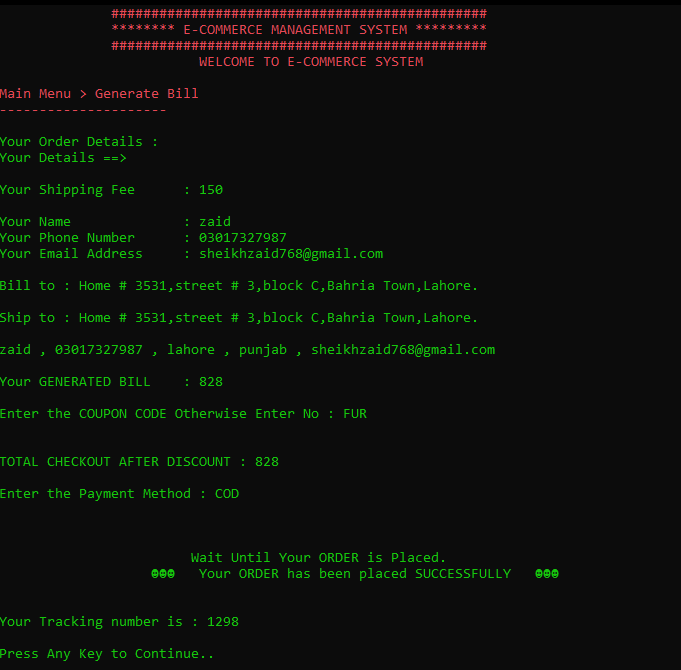 ###############################################
******** E-COMMERCE MANAGEMENT SYSTEM *********
###############################################
WELCOME TO E-COMMERCE SYSTEM
Main Menu > Generate Bill
---------------------
Your Order Details :
Your Details ==>
Your Shipping Fee      : 150
Your Name              : zaid
Your Phone Number      : 03017327987
Your Email Address     : sheikhzaid768@gmail.com
Bill to : Home # 3531,street # 3,block C,Bahria Town,Lahore.
Ship to : Home # 3531,street # 3,block C,Bahria Town,Lahore.
zaid , 03017327987 , lahore , punjab , sheikhzaid768@gmail.com
Your GENERATED BILL    : 828
Enter the COUPON CODE Otherwise Enter No : FUR
TOTAL CHECKOUT AFTER DISCOUNT : 828
Enter the Payment Method : COD
Wait Until Your ORDER is Placed.
☻☻☻   Your ORDER has been placed SUCCESSFULLY   ☻☻☻
Your Tracking number is : 1298
Press Any Key to Continue..